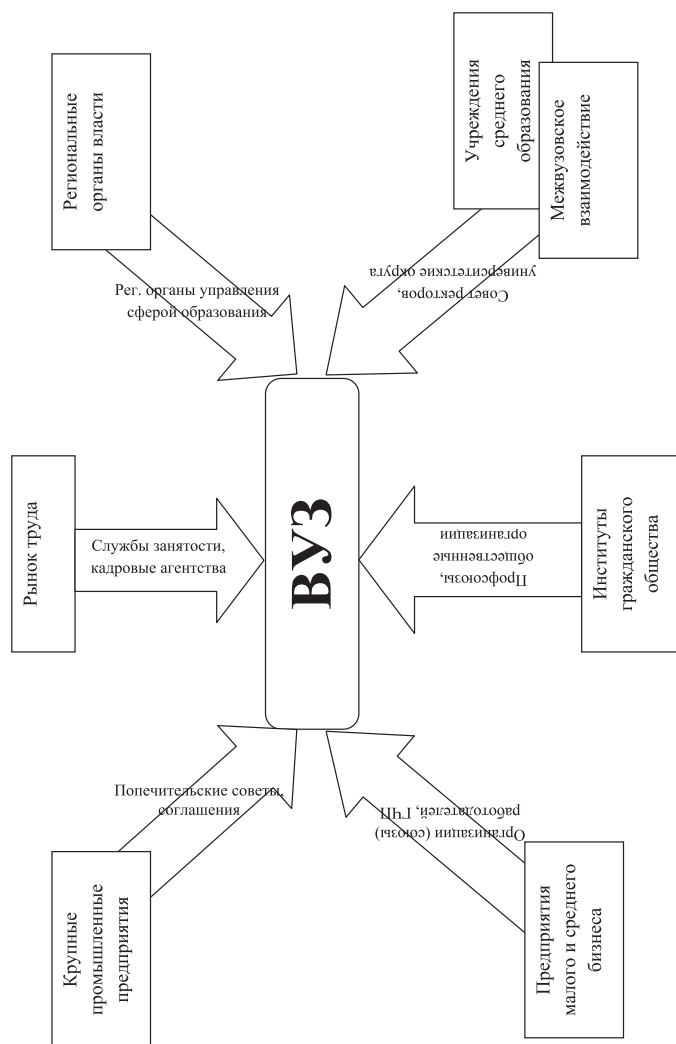 Крупные
промышленные
предприятия
Рынок труда
Региональные
органы власти
Попечительские советы,
соглашения
Службы занятости,
кадровые агентства
Рег. органы управления
сферой образования
ВУЗ
Организации (союзы)
работодателей, ГЧП
Профсоюзы,
общественные
организации
Совет ректоров,
университетские округа
Предприятия
малого и среднего
бизнеса
Институты
гражданского
общества
Учреждения
среднего
образования
Межвузовское
взаимодействие